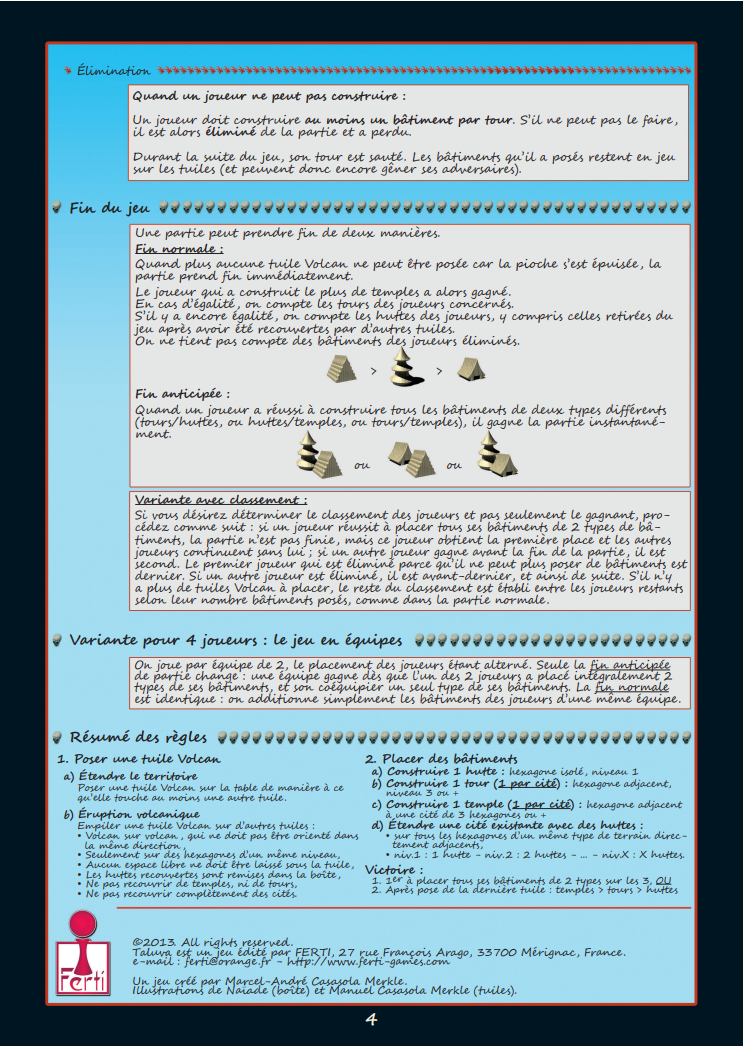 Élimination
Quand un joueur ne peut pas construire :
Un joueur doit construire au moins un bâtiment par tour. S'il ne peut pas le faire,
il est alors éliminé de la partie et a perdu.
Durant la suite du jeu, son tour est sauté. Les bâtiments qu'il a posés restent en jeu
sur les tuiles (et peuvent donc encore gêner ses adversaires).
Fin du jeu
Une partie peut prendre fin de deux manières.
Fin normale :
Quand plus aucune tuile Volcan ne peut être posée car la pioche s'est épuisée, la
partie prend fin immédiatement.
Le joueur qui a construit le plus de temples a alors gagné.
En cas d'égalité, on compte les tours des joueurs concernés.
S'il y a encore égalité, on compte les huttes des joueurs, y compris celles retirées du
jeu après avoir été recouvertes par d'autres tuiles.
On ne tient pas compte des bâtiments des joueurs éliminés.
> >
Fin anticipée :
Quand un joueur a réussi à construire tous les bâtiments de deux types différents
(tours/huttes, ou huttes/temples, ou tours/temples), il gagne la partie instantané-
ment.
ou ou
Variante avec classement :
Si vous désirez déterminer le classement des joueurs et pas seulement le gagnant, pro-
cédez comme suit : si un joueur réussit à placer tous ses bâtiments de 2 types de bâ-
timents, la partie n'est pas finie, mais ce joueur obtient la première place et les autres
joueurs continuent sans lui ; si un autre joueur gagne avant la fin de la partie, il est
second. Le premier joueur qui est éliminé parce qu'il ne peut plus poser de bâtiments est
dernier. Si un autre joueur est éliminé, il est avant-dernier, et ainsi de suite. S'il n'y
a plus de tuiles Volcan à placer, le reste du classement est établi entre les joueurs restants
selon leur nombre bâtiments posés, comme dans la partie normale.
Variante pour 4 joueurs : le jeu en équipes
On joue par équipe de 2, le placement des joueurs étant alterné. Seule la fin anticipée
de partie change : une équipe gagne dès que l'un des 2 joueurs a placé intégralement 2
types de ses bâtiments, et son coéquipier un seul type de ses bâtiments. La fin normale
est identique : on additionne simplement les bâtiments des joueurs d'une même équipe.
Résumé des règles
1. Poser une tuile Volcan
a) Étendre le territoire
Poser une tuile Volcan sur la table de manière à ce
qu'elle touche au moins une autre tuile.
b) Éruption volcanique
Empiler une tuile Volcan sur d'autres tuiles :
• Volcan sur volcan, qui ne doit pas être orienté dans
la même direction ;
• Seulement sur des hexagones d'un même niveau,
• Aucun espace libre ne doit être laissé sous la tuile,
• Les huttes recouvertes sont remises dans la boîte,
• Ne pas recouvrir de temples, ni de tours,
• Ne pas recouvrir complètement des cités.
2. Placer des bâtiments
a) Construire 1 hutte : hexagone isolé, niveau 1
b) Construire 1 tour (1 par cité) : hexagone adjacent,
niveau 3 ou +
c) Construire 1 temple (1 par cité) : hexagone adjacent
à une cité de 3 hexagones ou +
d) Étendre une cité existante avec des huttes :
• sur tous les hexagones d'un même type de terrain direc-
tement adjacents,
• niv.1 : 1 hutte - niv.2 : 2 huttes - ... - niv.X : X huttes.
Victoire :
1. 1er à placer tous ses bâtiments de 2 types sur les 3, OU
2. Après pose de la dernière tuile : temples > tours > huttes
Ferti
©2013. All rights reserved.
Taluva est un jeu édité par FERTI, 27 rue François Arago, 33700 Mérignac, France.
e-mail : ferti@orange.fr - http://www.ferti-games.com
Un jeu créé par Marcel-André Casasola Merkle.
Illustrations de Naïade (boîte) et Manuel Casasola Merkle (tuiles).
4